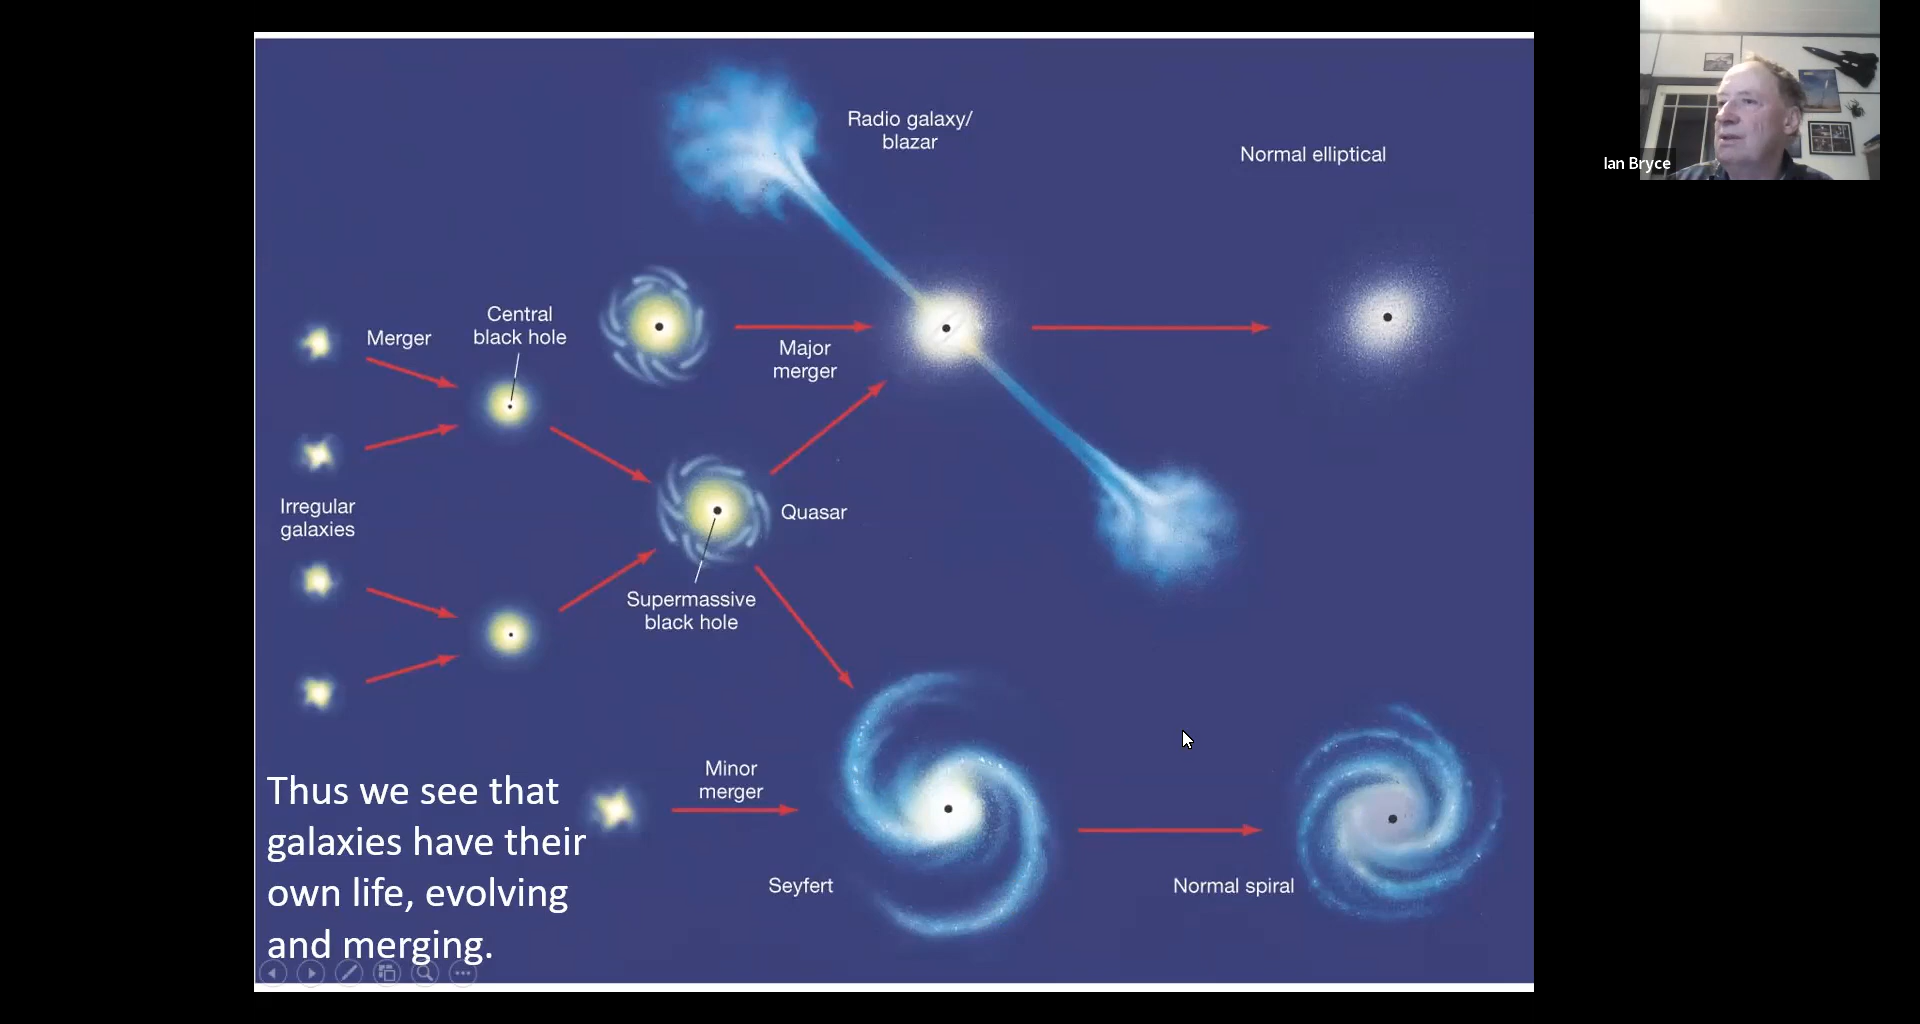 Radio galaxy/
blazar
Normal elliptical
Ian Bryce
Central
black hole
Merger
Major
merger
Irregular
galaxies
Quasar
Supermassive
black hole
Minor
merger
Seyfert
Normal spiral
Thus we see that
galaxies have their
own life, evolving
and merging.